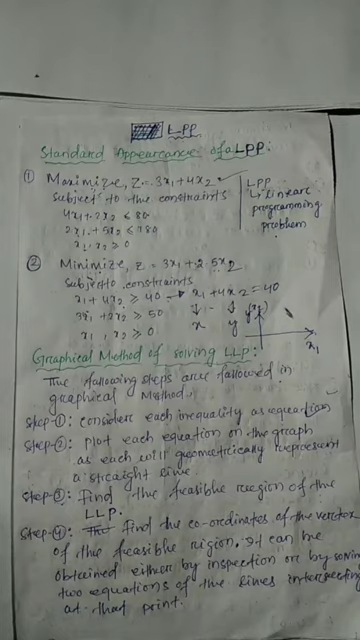 LPP
Standard Appearance of a LPP:
① Maximize, Z = 3x₁ + 4x₂
Subject to the constraints
4x₁ + 2x₂ ≤ 80
2x₁ + 5x₂ ≤ 180
x₁, x₂ ≥ 0
LPP
↳ Linear
programming
problem
② Minimize, Z = 3x₁ + 2.5x₂
Subject to constraints
x₁ + 4x₂ ≥ 40 → x₁ + 4x₂ = 40
3x₁ + 2x₂ ≥ 50
x₁, x₂ ≥ 0
↓ ↓
x y
x₁
Graphical Method of solving LLP:
The following steps are followed in
graphical Method.
Step-①: consider each inequality as equation
Step-②: plot each equation on the graph
as each will geometrically represent
a straight line.
Step-③: Find the feasible region of the
LLP.
Step-④: find the co-ordinates of the vertex
of the feasible rigion. It can be
obtained either by inspection or by solving
two equations of the lines intersecting
at that print.